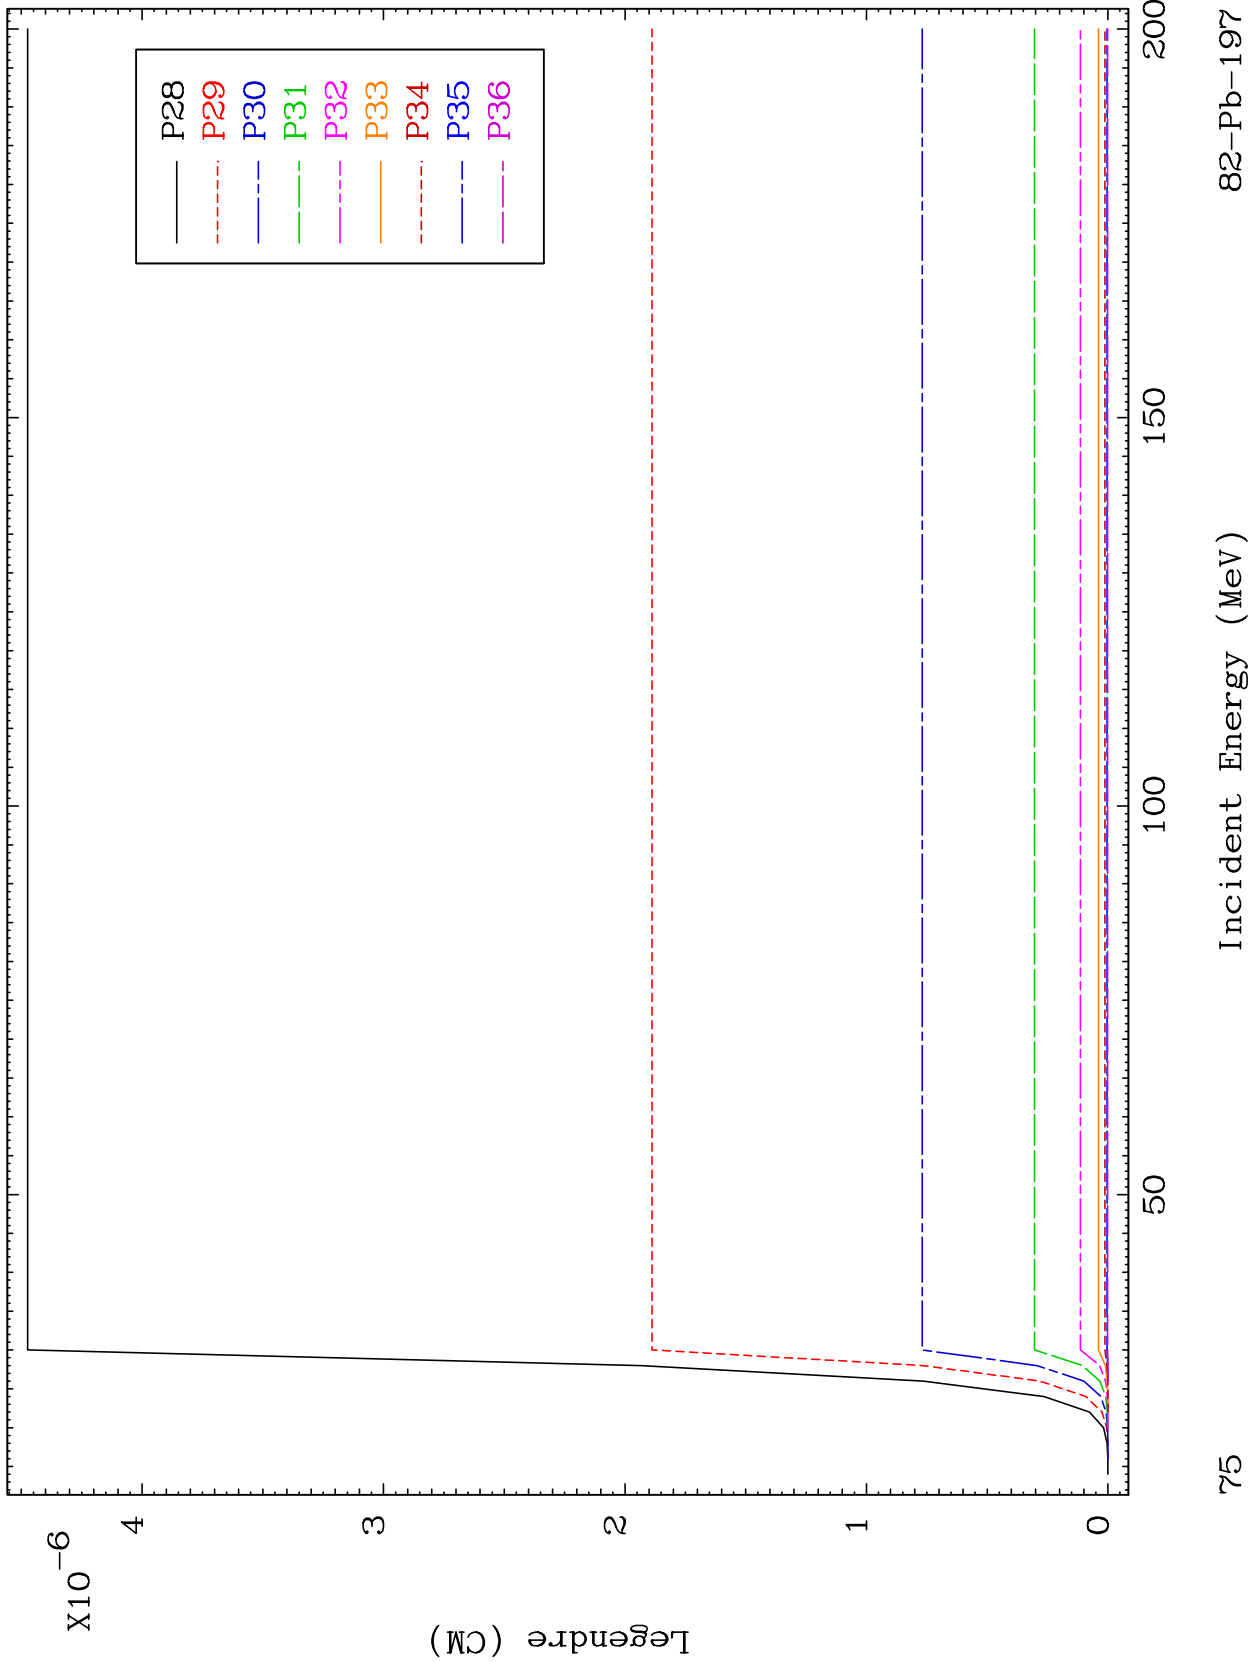 X10-6
4
3
2
1
0
Legendre (CM)
P28
P29
P30
P31
P32
P33
P34
P35
P36
50
100
150
200
Incident Energy (MeV)
75
82-Pb-197